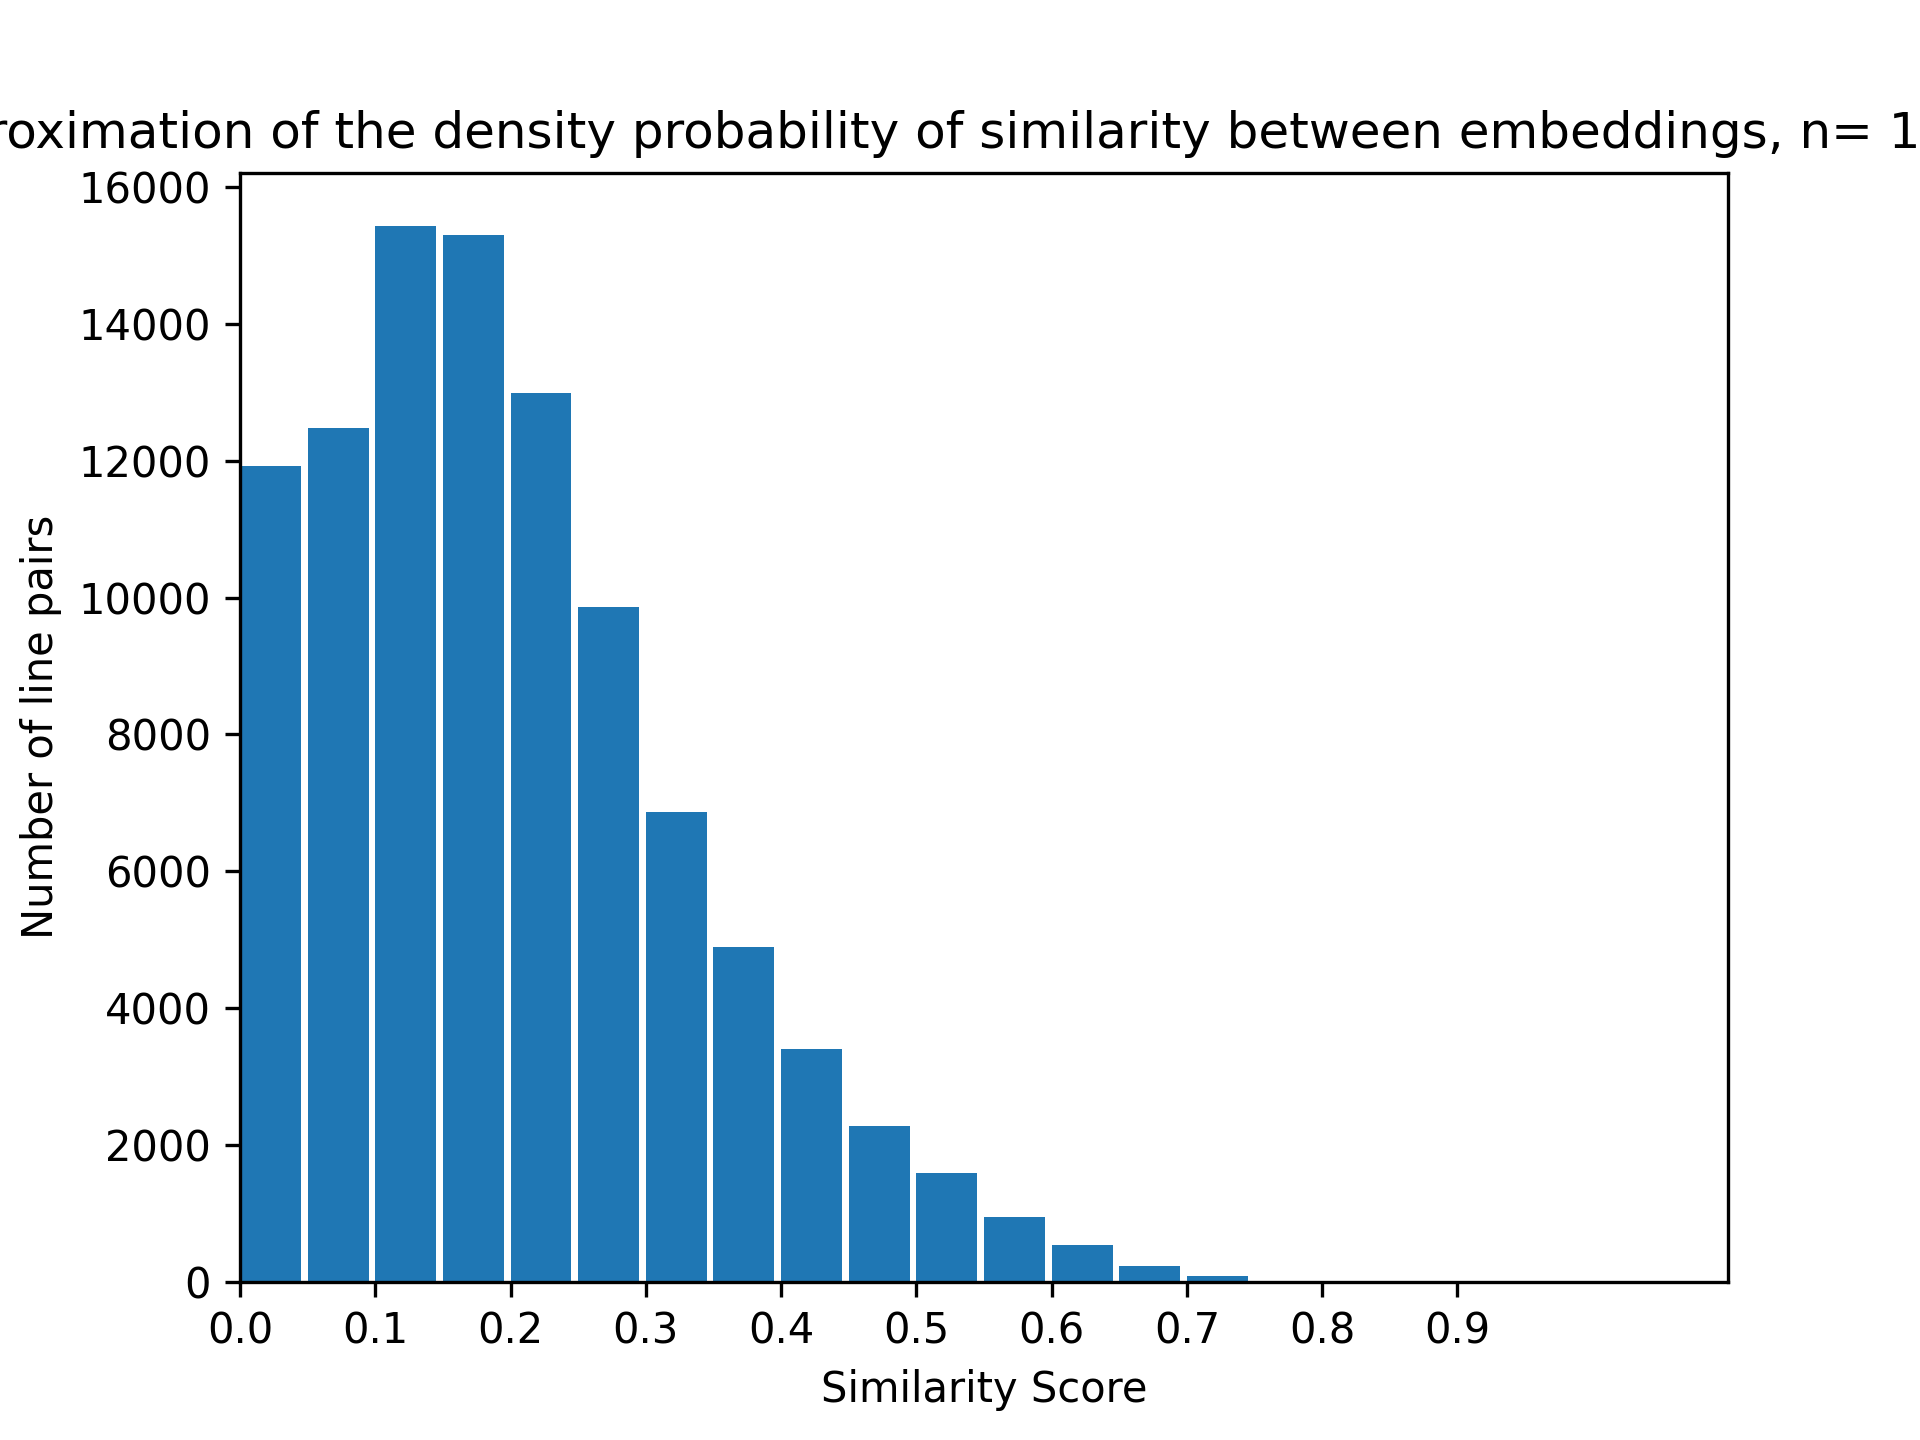 roximation of the density probability of similarity between embeddings, n= 1
16000
14000
12000
10000
8000
6000
4000
2000
0
Number of line pairs
0.0 0.1 0.2 0.3 0.4 0.5 0.6 0.7 0.8 0.9
Similarity Score